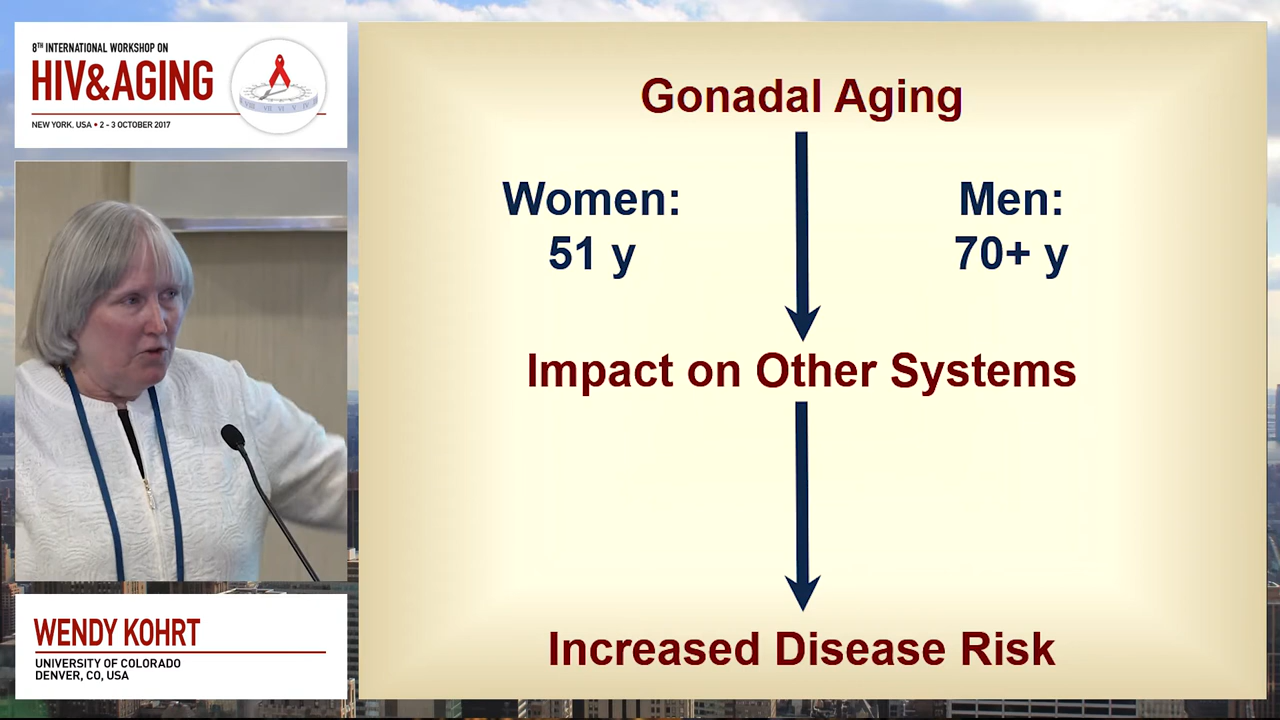 8TH INTERNATIONAL WORKSHOP ON
HIV&AGING
NEW YORK, USA • 2 - 3 OCTOBER 2017
WENDY KOHRT
UNIVERSITY OF COLORADO
DENVER, CO, USA
Gonadal Aging
Women:
51 y
Men:
70+ y
Impact on Other Systems
Increased Disease Risk